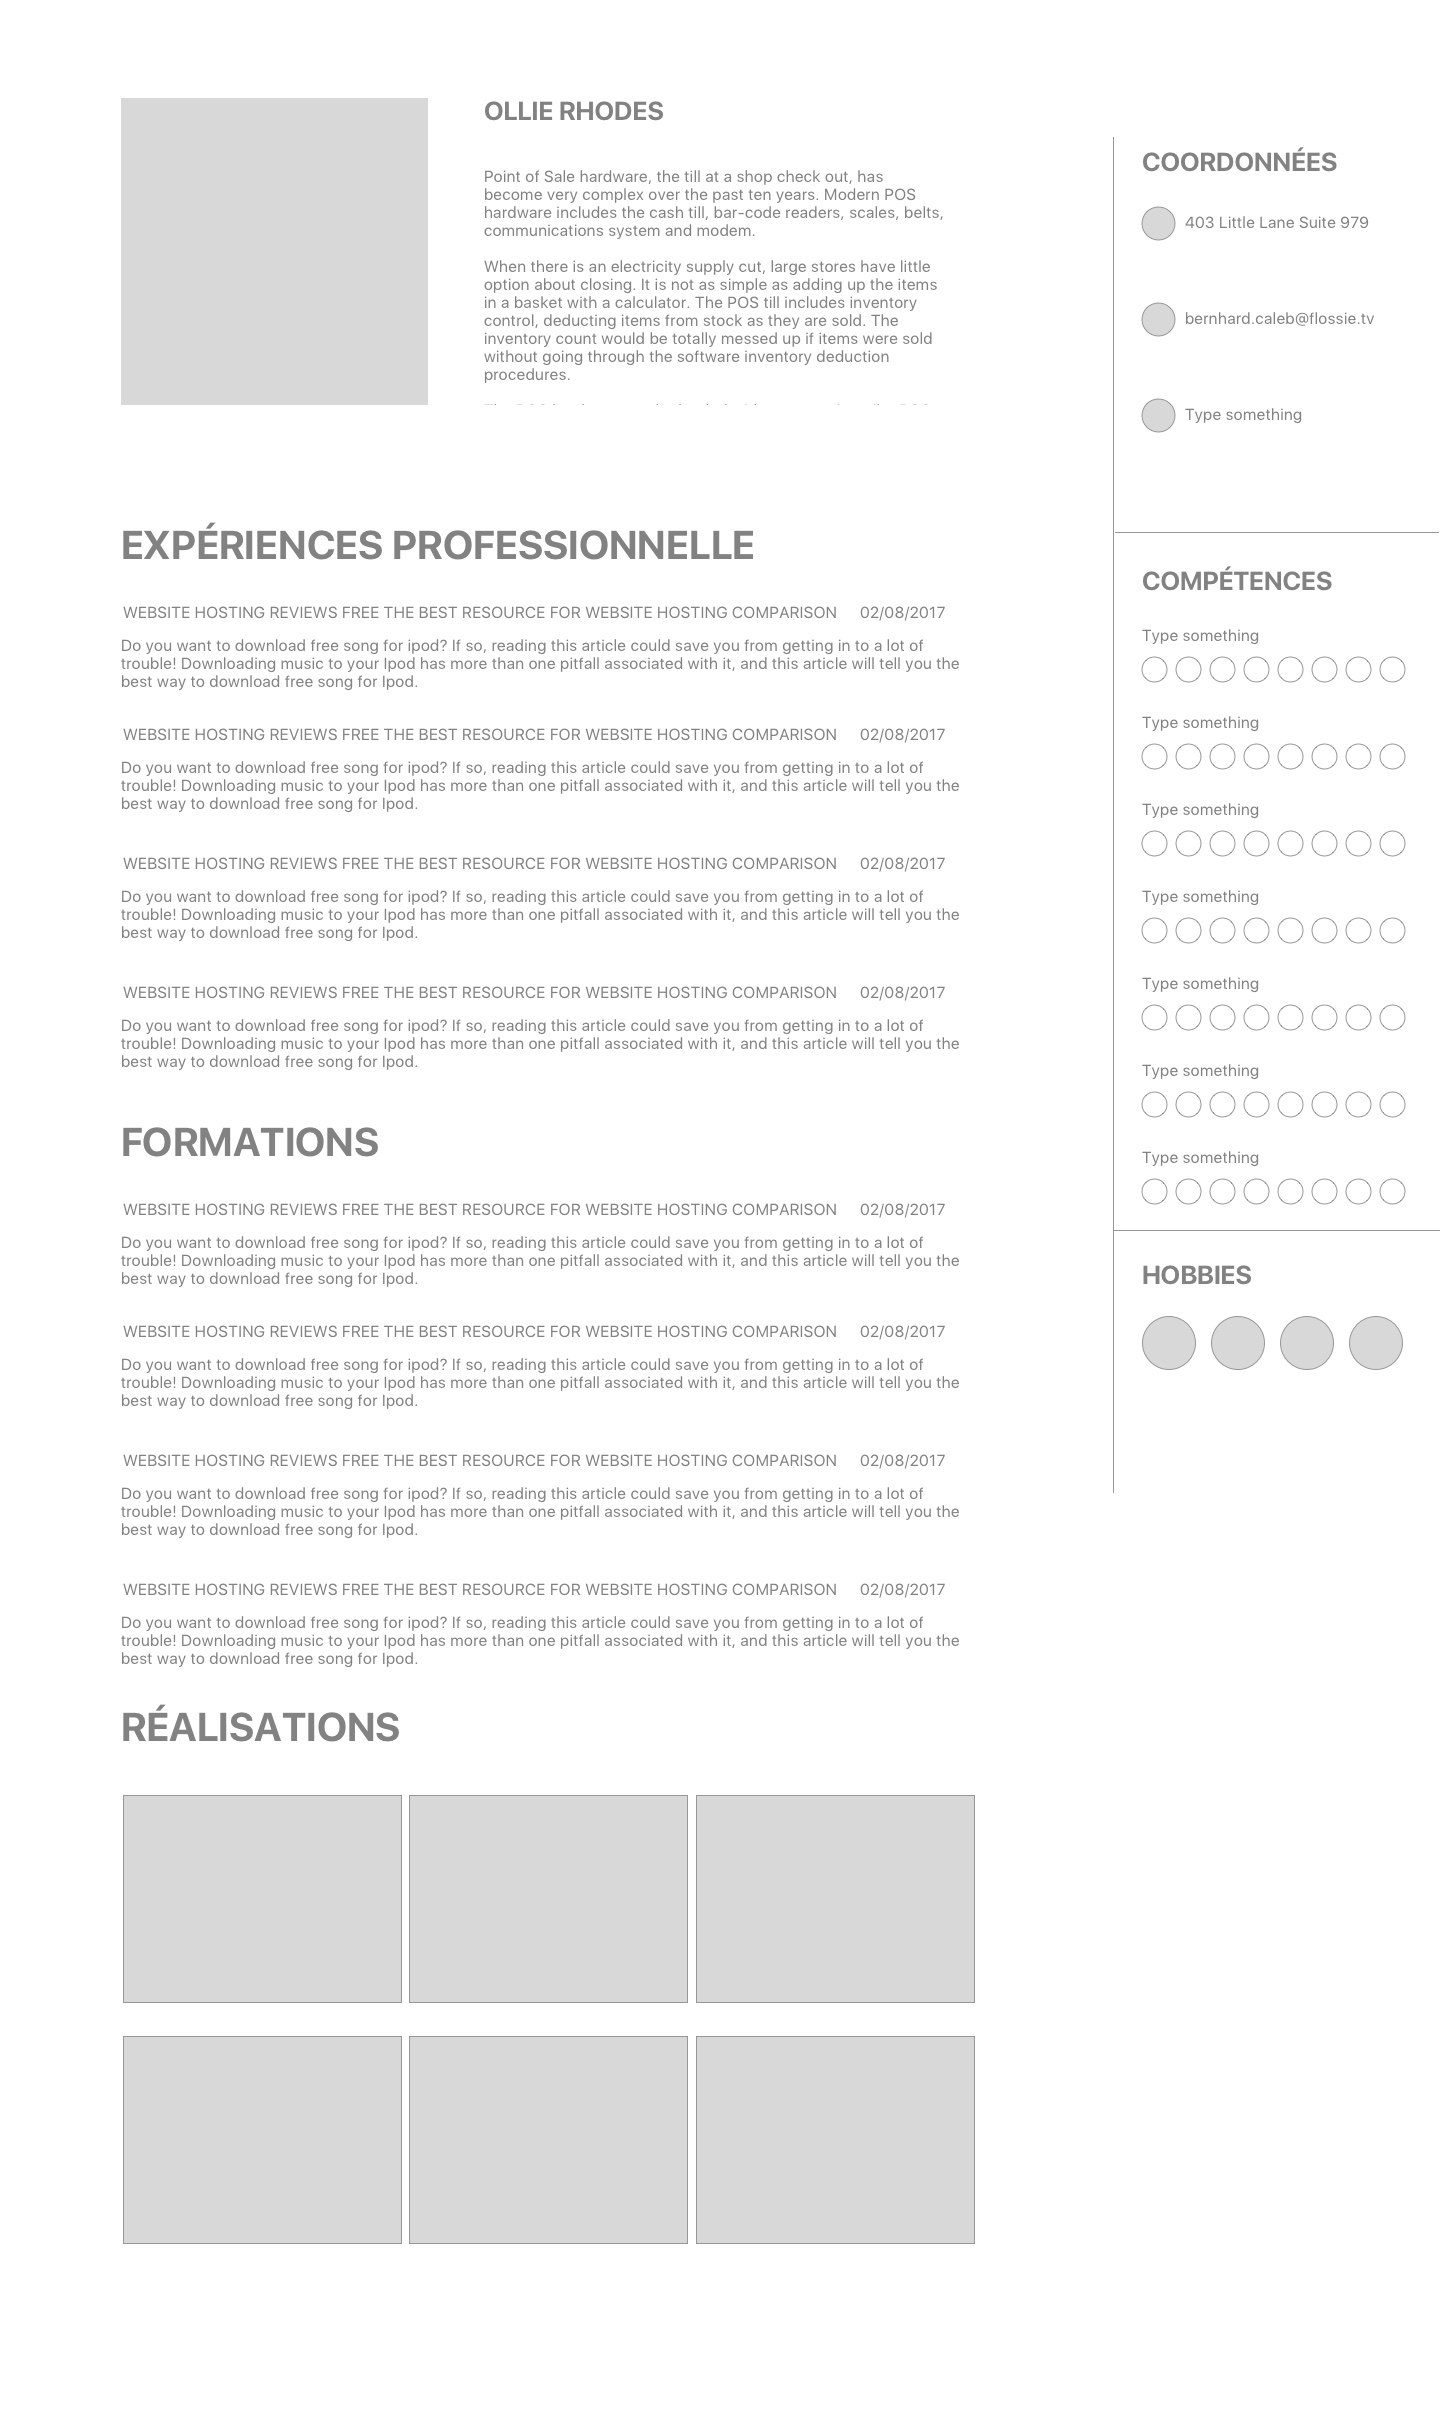 OLLIE RHODES
Point of Sale hardware, the till at a shop check out, has
become very complex over the past ten years. Modern POS
hardware includes the cash till, bar-code readers, scales, belts,
communications system and modem.
When there is an electricity supply cut, large stores have little
option about closing. It is not as simple as adding up the items
in a basket with a calculator. The POS till includes inventory
control, deducting items from stock as they are sold. The
inventory count would be totally messed up if items were sold
without going through the software inventory deduction
procedures.
EXPÉRIENCES PROFESSIONNELLE
WEBSITE HOSTING REVIEWS FREE THE BEST RESOURCE FOR WEBSITE HOSTING COMPARISON 02/08/2017
Do you want to download free song for ipod? If so, reading this article could save you from getting in to a lot of
trouble! Downloading music to your Ipod has more than one pitfall associated with it, and this article will tell you the
best way to download free song for Ipod.
WEBSITE HOSTING REVIEWS FREE THE BEST RESOURCE FOR WEBSITE HOSTING COMPARISON 02/08/2017
Do you want to download free song for ipod? If so, reading this article could save you from getting in to a lot of
trouble! Downloading music to your Ipod has more than one pitfall associated with it, and this article will tell you the
best way to download free song for Ipod.
WEBSITE HOSTING REVIEWS FREE THE BEST RESOURCE FOR WEBSITE HOSTING COMPARISON 02/08/2017
Do you want to download free song for ipod? If so, reading this article could save you from getting in to a lot of
trouble! Downloading music to your Ipod has more than one pitfall associated with it, and this article will tell you the
best way to download free song for Ipod.
WEBSITE HOSTING REVIEWS FREE THE BEST RESOURCE FOR WEBSITE HOSTING COMPARISON 02/08/2017
Do you want to download free song for ipod? If so, reading this article could save you from getting in to a lot of
trouble! Downloading music to your Ipod has more than one pitfall associated with it, and this article will tell you the
best way to download free song for Ipod.
FORMATIONS
WEBSITE HOSTING REVIEWS FREE THE BEST RESOURCE FOR WEBSITE HOSTING COMPARISON 02/08/2017
Do you want to download free song for ipod? If so, reading this article could save you from getting in to a lot of
trouble! Downloading music to your Ipod has more than one pitfall associated with it, and this article will tell you the
best way to download free song for Ipod.
WEBSITE HOSTING REVIEWS FREE THE BEST RESOURCE FOR WEBSITE HOSTING COMPARISON 02/08/2017
Do you want to download free song for ipod? If so, reading this article could save you from getting in to a lot of
trouble! Downloading music to your Ipod has more than one pitfall associated with it, and this article will tell you the
best way to download free song for Ipod.
WEBSITE HOSTING REVIEWS FREE THE BEST RESOURCE FOR WEBSITE HOSTING COMPARISON 02/08/2017
Do you want to download free song for ipod? If so, reading this article could save you from getting in to a lot of
trouble! Downloading music to your Ipod has more than one pitfall associated with it, and this article will tell you the
best way to download free song for Ipod.
WEBSITE HOSTING REVIEWS FREE THE BEST RESOURCE FOR WEBSITE HOSTING COMPARISON 02/08/2017
Do you want to download free song for ipod? If so, reading this article could save you from getting in to a lot of
trouble! Downloading music to your Ipod has more than one pitfall associated with it, and this article will tell you the
best way to download free song for Ipod.
RÉALISATIONS
COORDONNÉES
403 Little Lane Suite 979
bernhard.caleb@flossie.tv
Type something
COMPÉTENCES
Type something
Type something
Type something
Type something
Type something
Type something
Type something
HOBBIES